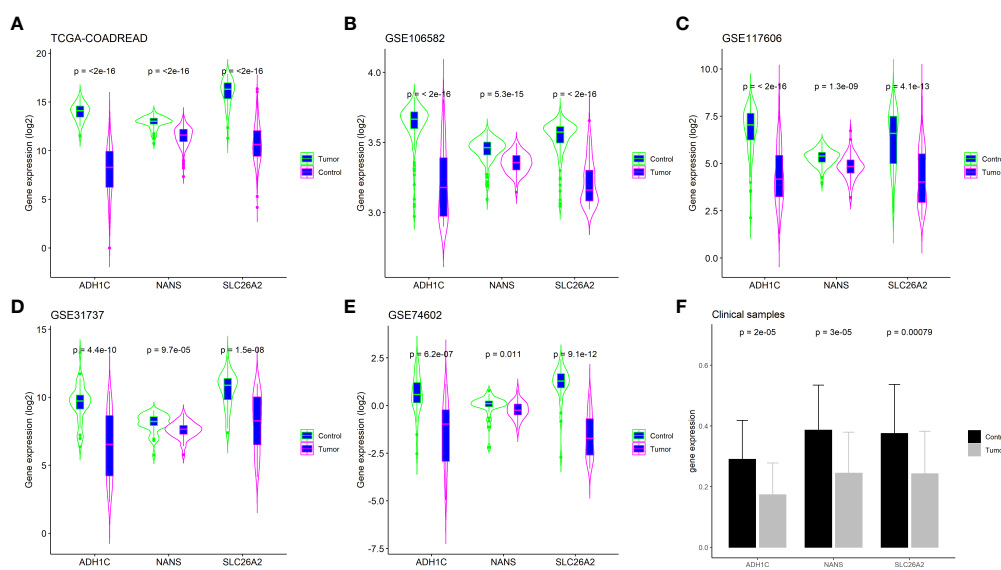 A
TCGA-COADREAD
Gene expression (log2)
20
15
10
5
0
p = <2e-16
p = <2e-16
p = <2e-16
ADH1C
NANS
SLC26A2
Tumor
Control
B
GSE106582
Gene expression (log2)
4.0
3.5
3.0
p = <2e-16
p = 5.3e-15
p = <2e-16
ADH1C
NANS
SLC26A2
Control
Tumor
C
GSE117606
Gene expression (log2)
10.0
7.5
5.0
2.5
0.0
p = <2e-16
p = 1.3e-09
p = 4.1e-13
ADH1C
NANS
SLC26A2
Contr
Tumo
D
GSE31737
Gene expression (log2)
15
10
5
0
p = 4.4e-10
p = 9.7e-05
p = 1.5e-08
ADH1C
NANS
SLC26A2
Control
Tumor
E
GSE74602
Gene expression (log2)
2.5
0.0
-2.5
-5.0
-7.5
p = 6.2e-07
p = 0.011
p = 9.1e-12
ADH1C
NANS
SLC26A2
Control
Tumor
F
Clinical samples
gene expression
0.6
0.4
0.2
0.0
p = 2e-05
p = 3e-05
p = 0.00079
ADH1C
NANS
SLC26A2
Contr
Tumo